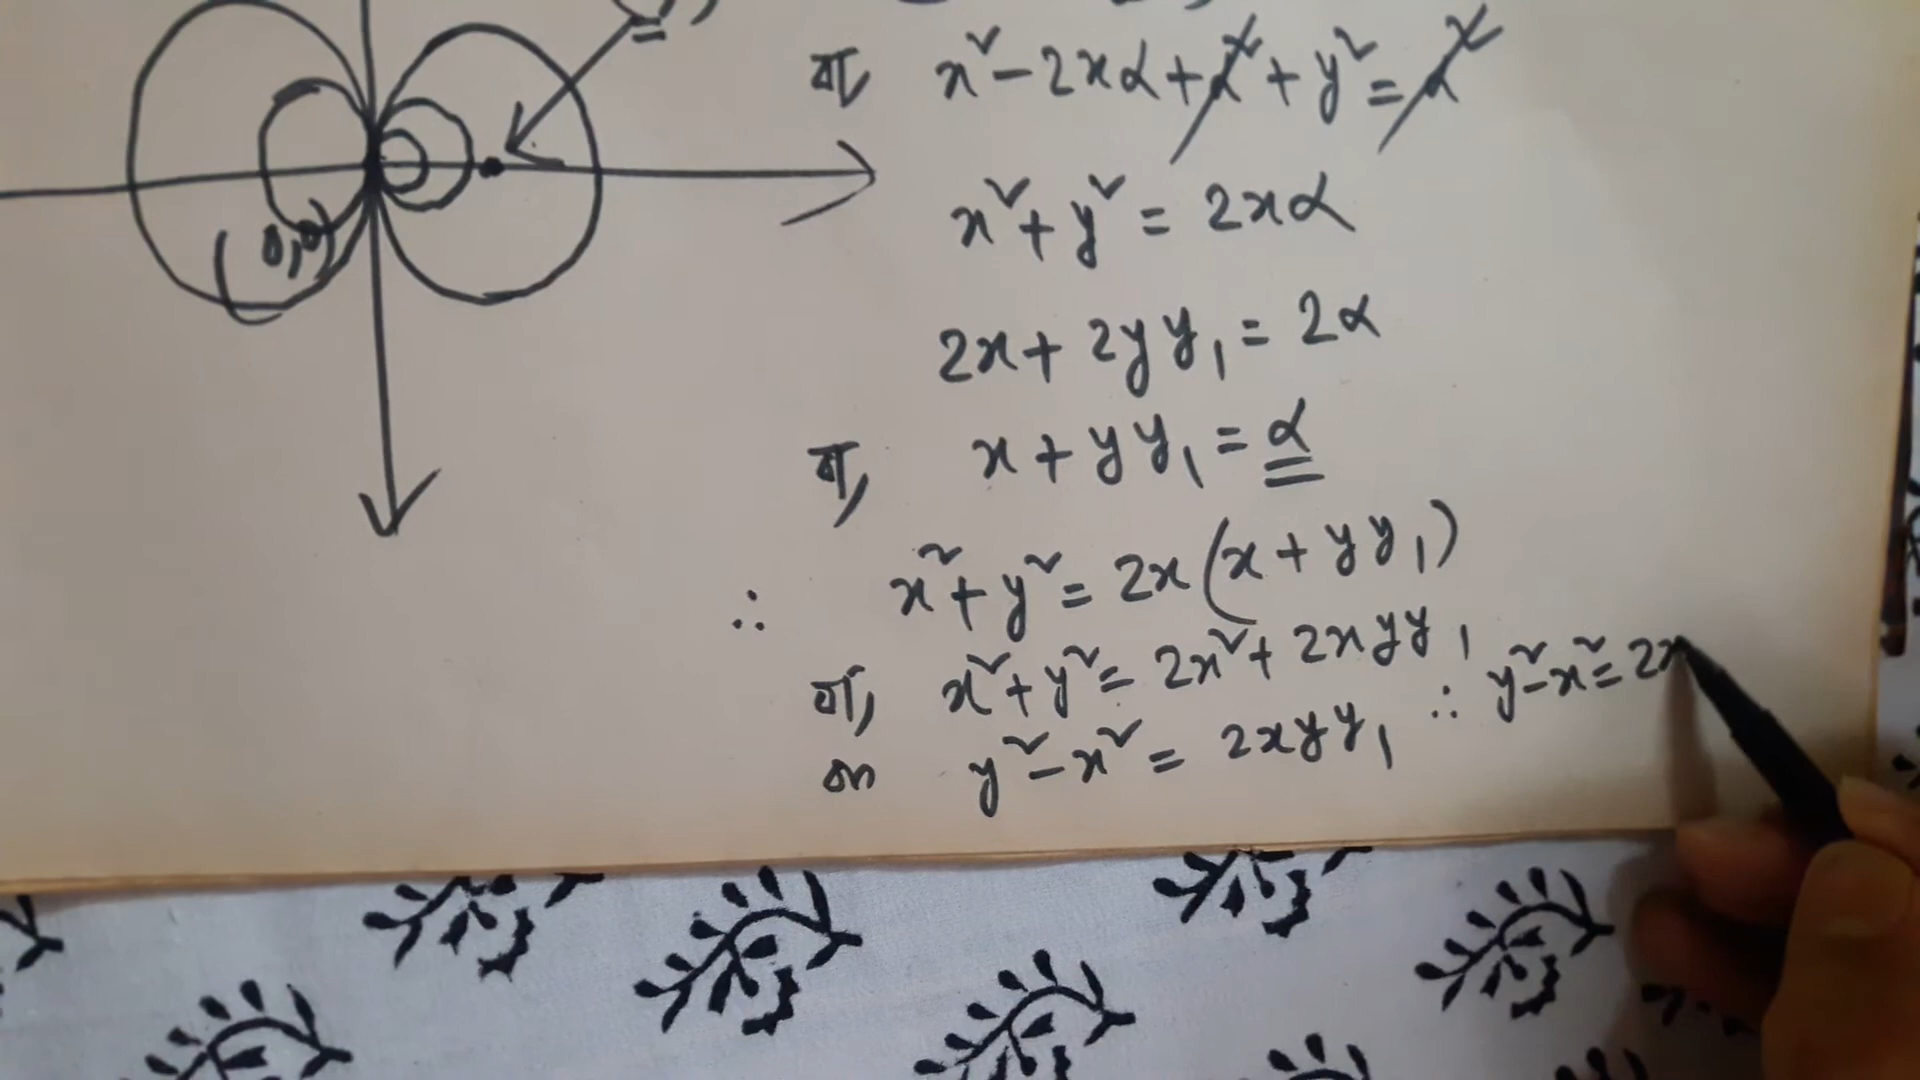 (0,0)
বা x² - 2xα + α² + y² = α²
x² + y² = 2xα
2x + 2yy₁ = 2α
বা, x + yy₁ = α
∴ x² + y² = 2x(x + yy₁)
বা, x² + y² = 2x² + 2xyy₁
or y² - x² = 2xyy₁ ∴ y² - x² = 2x